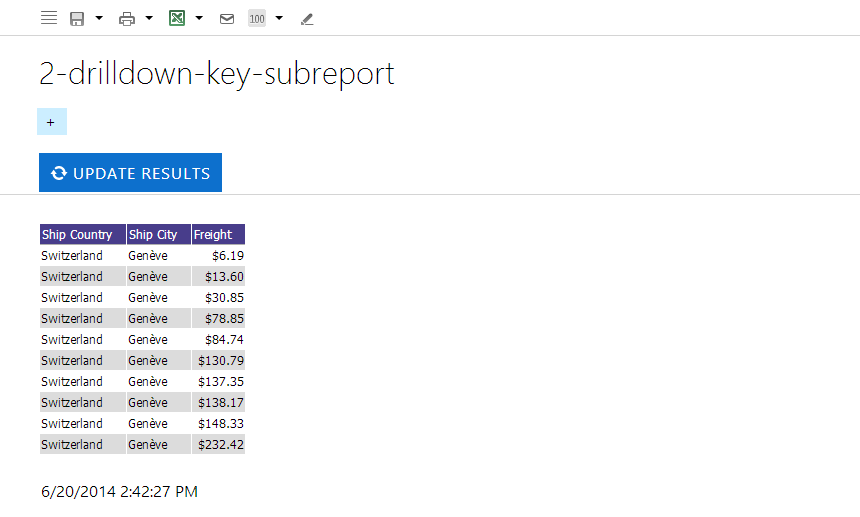 100
2-drilldown-key-subreport
+
UPDATE RESULTS
Ship Country Ship City Freight
Switzerland Genève $6.19
Switzerland Genève $13.60
Switzerland Genève $30.85
Switzerland Genève $78.85
Switzerland Genève $84.74
Switzerland Genève $130.79
Switzerland Genève $137.35
Switzerland Genève $138.17
Switzerland Genève $148.33
Switzerland Genève $232.42
6/20/2014 2:42:27 PM